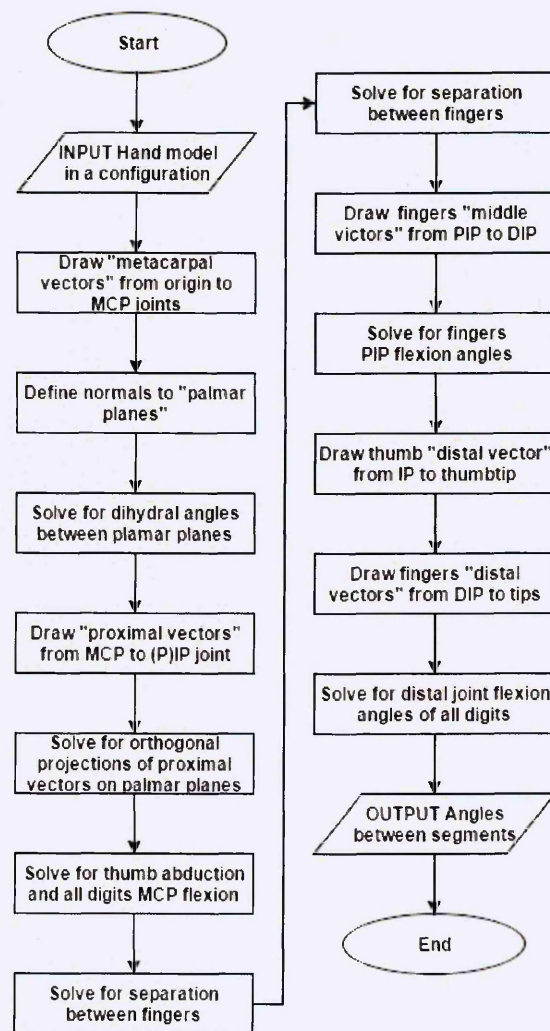 Start
INPUT Hand model
in a configuration
Draw "metacarpal
vectors" from origin to
MCP joints
Define normals to "palmar
planes"
Solve for dihydral angles
between plamar planes
Draw "proximal vectors"
from MCP to (P)IP joint
Solve for orthogonal
projections of proximal
vectors on palmar planes
Solve for thumb abduction
and all digits MCP flexion
Solve for separation
between fingers
Solve for separation
between fingers
Draw fingers "middle
victors" from PIP to DIP
Solve for fingers
PIP flexion angles
Draw thumb "distal vector"
from IP to thumbtip
Draw fingers "distal
vectors" from DIP to tips
Solve for distal joint flexion
angles of all digits
OUTPUT Angles
between segments
End